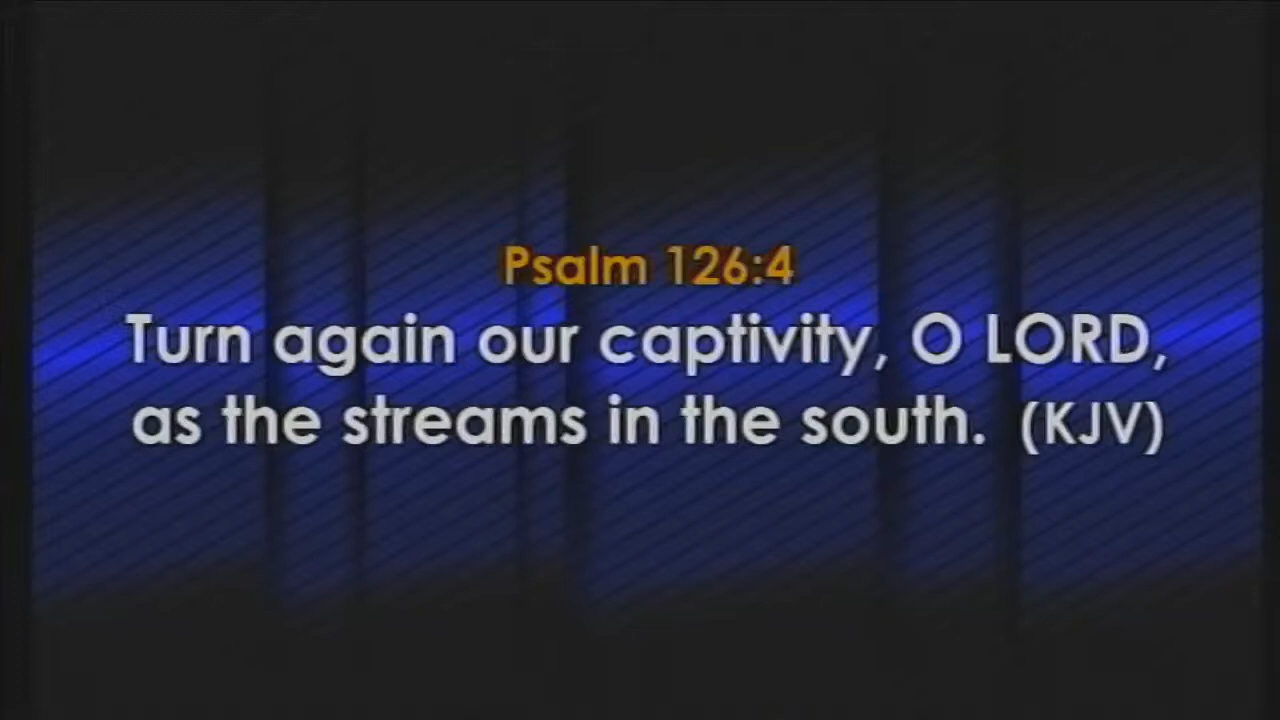 Psalm 126:4
Turn again our captivity, O LORD,
as the streams in the south. (KJV)